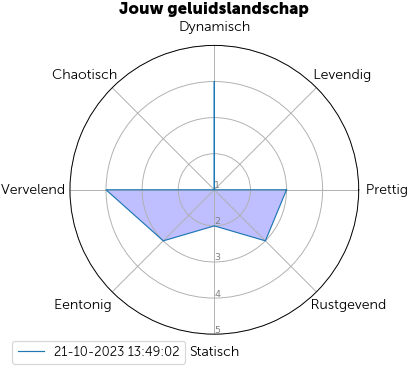 Jouw geluidslandschap
Dynamisch
Chaotisch
Levendig
Vervelend
Prettig
1
2
3
4
5
Eentonig
Rustgevend
21-10-2023 13:49:02
Statisch